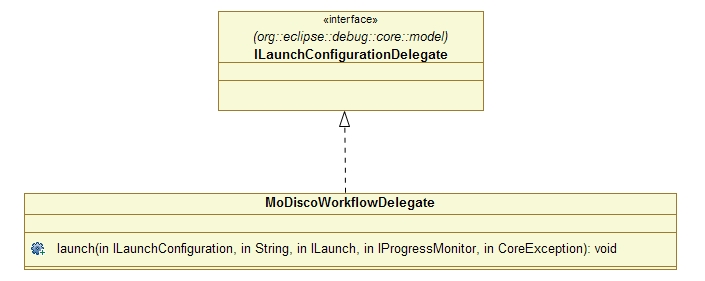 «interface»
(org::eclipse::debug::core::model)
ILaunchConfigurationDelegate
MoDiscoWorkflowDelegate
launch(in ILaunchConfiguration, in String, in ILaunch, in IProgressMonitor, in CoreException): void